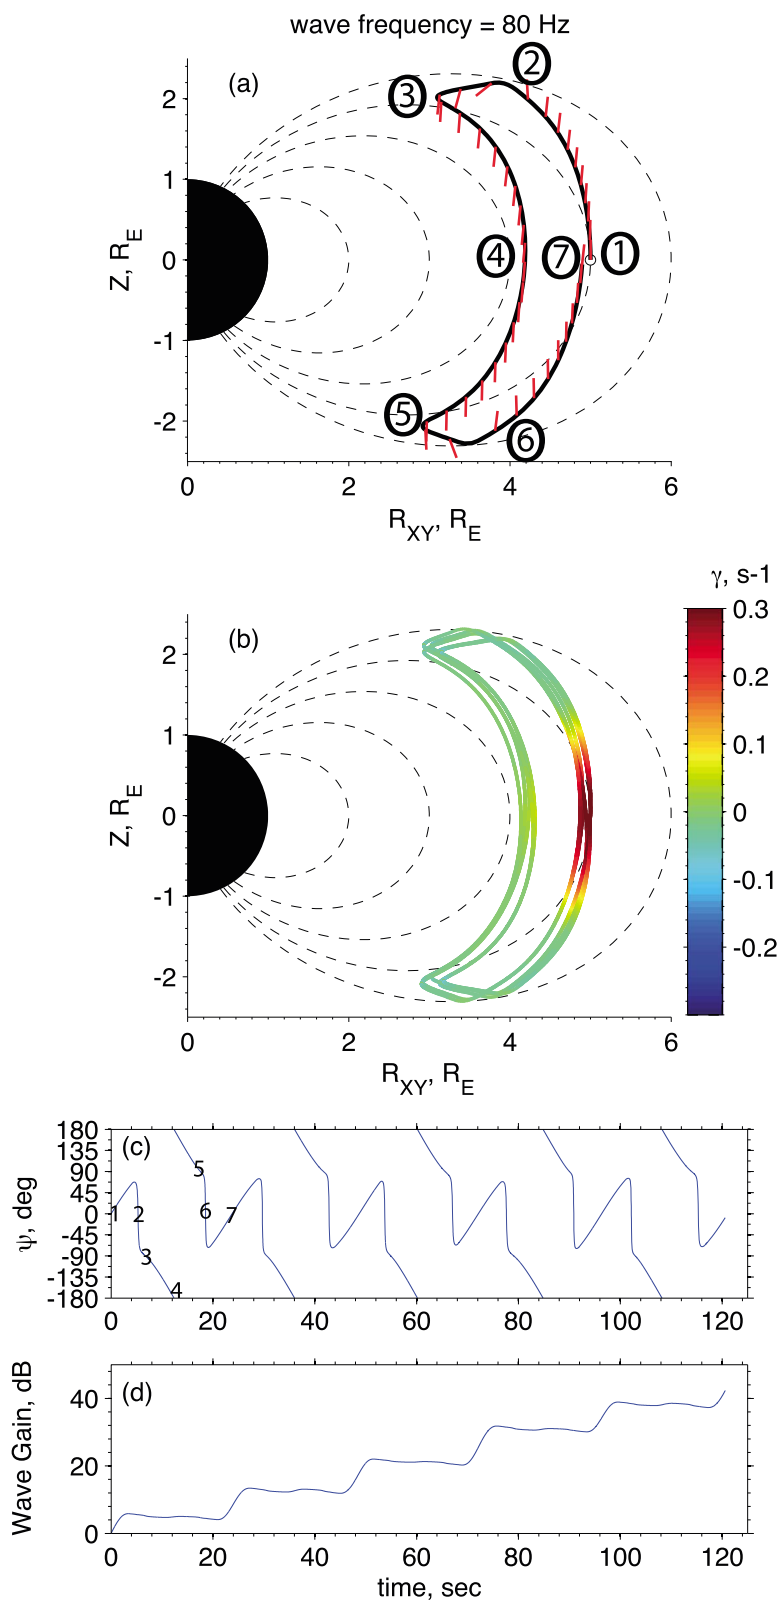 wave frequency = 80 Hz
(a)
2
3
4
7
1
5
6
2
1
0
-1
-2
Z, R_E
0 2 4 6
R_XY, R_E
γ, s-1
(b)
0.3
0.2
0.1
0
-0.1
-0.2
2
1
0
-1
-2
Z, R_E
0 2 4 6
R_XY, R_E
(c)
180
135
90
45
0
-45
-90
-135
-180
ψ, deg
1 2 3 4 5 6 7
0 20 40 60 80 100 120
(d)
40
20
0
Wave Gain, dB
0 20 40 60 80 100 120
time, sec